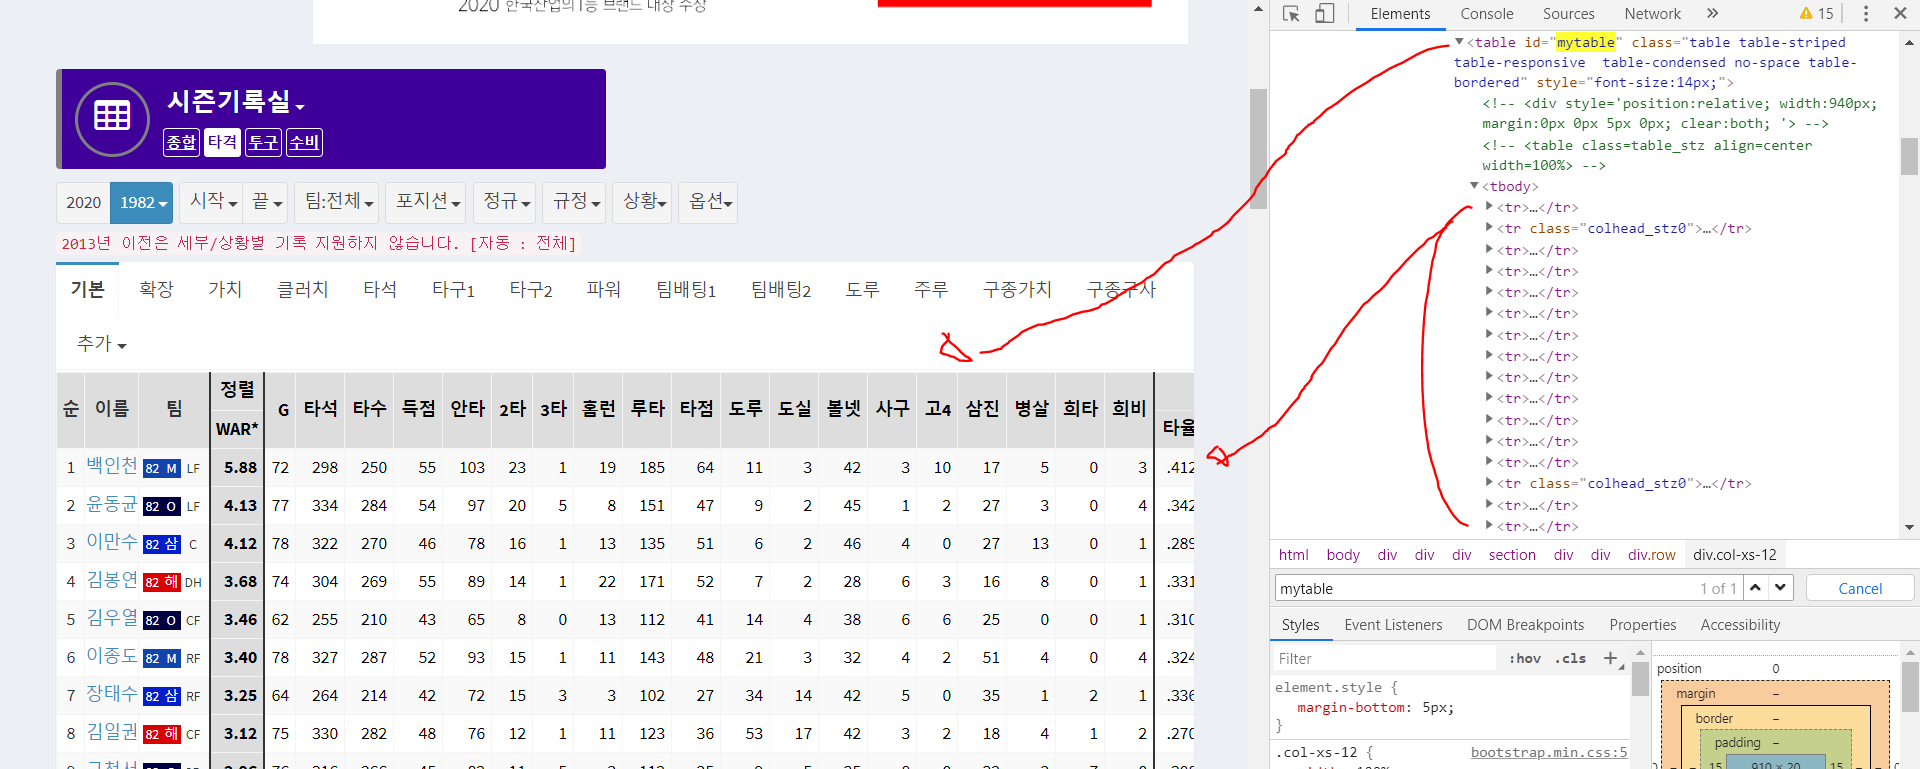 2020 한국산업의1등 브랜드 대상 수상
시즌기록실
종합 타격 투구 수비
2020 1982 시작 끝 팀:전체 포지션 정규 규정 상황 옵션
2013년 이전은 세부/상황별 기록 지원하지 않습니다. [자동 : 전체]
기본 확장 가치 클러치 타석 타구1 타구2 파워 팀배팅1 팀배팅2 도루 주루 구종가치 구종구사
추가
순 이름 팀 정렬 G 타석 타수 득점 안타 2타 3타 홈런 루타 타점 도루 도실 볼넷 사구 고4 삼진 병살 희타 희비
WAR* 타율
1 백인천 82 M LF 5.88 72 298 250 55 103 23 1 19 185 64 11 3 42 3 10 17 5 0 3 .412
2 윤동균 82 O LF 4.13 77 334 284 54 97 20 5 8 151 47 9 2 45 1 2 27 3 0 4 .342
3 이만수 82 삼 C 4.12 78 322 270 46 78 16 1 13 135 51 6 2 46 4 0 27 13 0 1 .289
4 김봉연 82 해 DH 3.68 74 304 269 55 89 14 1 22 171 52 7 2 28 6 3 16 8 0 1 .331
5 김우열 82 O CF 3.46 62 255 210 43 65 8 0 13 112 41 14 4 38 6 6 25 0 0 1 .310
6 이종도 82 M RF 3.40 78 327 287 52 93 15 1 11 143 48 21 3 32 4 2 51 4 0 4 .324
7 장태수 82 삼 RF 3.25 64 264 214 42 72 15 3 3 102 27 34 14 42 5 0 35 1 2 1 .336
8 김일권 82 해 CF 3.12 75 330 282 48 76 12 1 11 123 36 53 17 42 3 2 18 4 1 2 .270
Elements Console Sources Network » 15
<table id="mytable" class="table table-striped
table-responsive  table-condensed no-space table-
bordered" style="font-size:14px;">
<!-- <div style='position:relative; width:940px;
margin:0px 0px 5px 0px; clear:both; '> -->
<!-- <table class=table_stz align=center
width=100%> -->
<tbody>
<tr>…</tr>
<tr class="colhead_stz0">…</tr>
<tr>…</tr>
<tr>…</tr>
<tr>…</tr>
<tr>…</tr>
<tr>…</tr>
<tr>…</tr>
<tr>…</tr>
<tr>…</tr>
<tr>…</tr>
<tr>…</tr>
<tr>…</tr>
<tr class="colhead_stz0">…</tr>
<tr>…</tr>
<tr>…</tr>
html body div div div section div div div.row div.col-xs-12
mytable 1 of 1 Cancel
Styles Event Listeners DOM Breakpoints Properties Accessibility
Filter :hov .cls +
element.style {
margin-bottom: 5px;
}
.col-xs-12 { bootstrap.min.css:5
position 0
margin –
border –
padding –
15 910 × 20 15